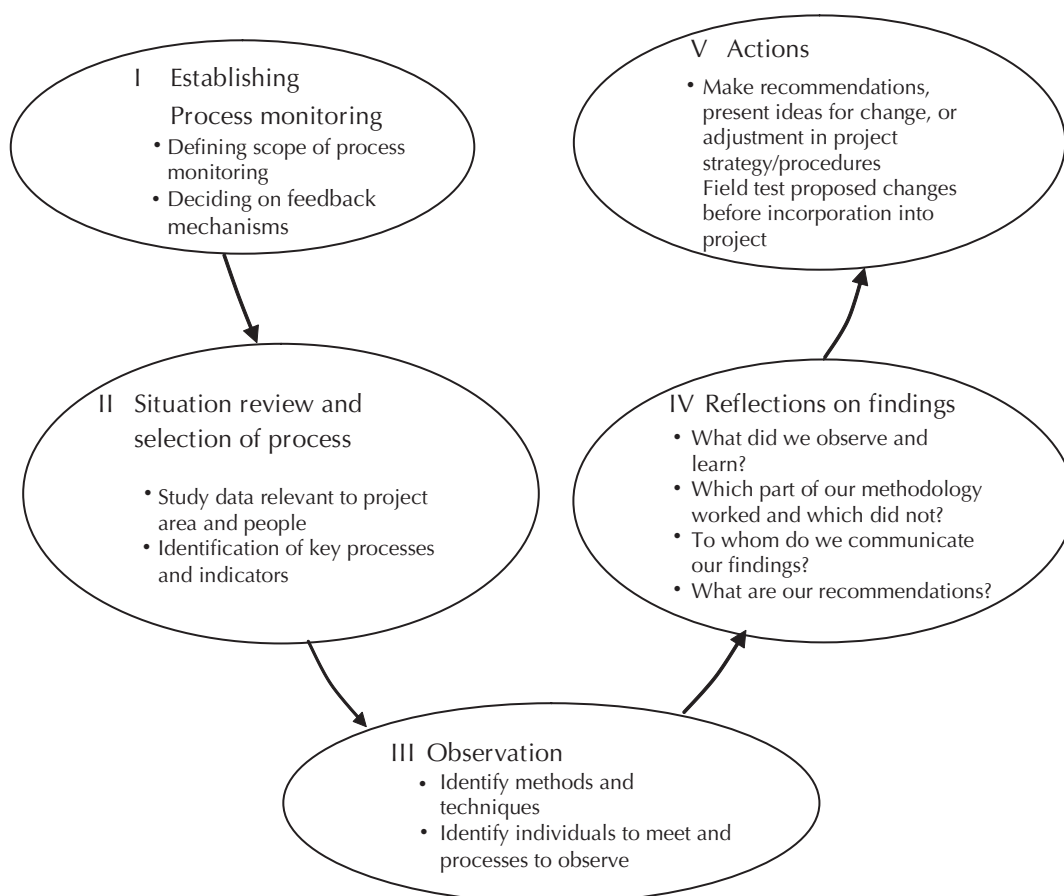 I Establishing
Process monitoring
• Defining scope of process
monitoring
• Deciding on feedback
mechanisms
II Situation review and
selection of process
• Study data relevant to project
area and people
• Identification of key processes
and indicators
III Observation
• Identify methods and
techniques
• Identify individuals to meet and
processes to observe
IV Reflections on findings
• What did we observe and
learn?
• Which part of our methodology
worked and which did not?
• To whom do we communicate
our findings?
• What are our recommendations?
V Actions
• Make recommendations,
present ideas for change, or
adjustment in project
strategy/procedures
Field test proposed changes
before incorporation into
project